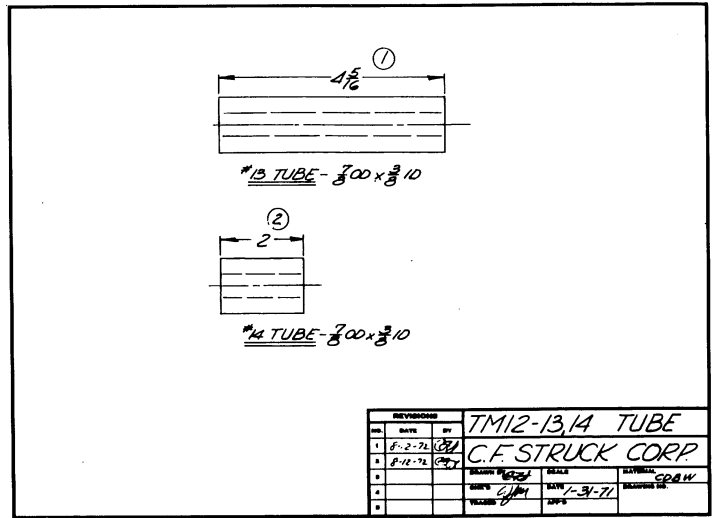 1
4 5/16
#13 TUBE - 7/8 OD x 3/8 ID
2
2
#14 TUBE - 7/8 OD x 3/8 ID
REVISIONS
NO. DATE BY
1 8-2-72
2 8-12-72
3
4
5
TM12-13,14 TUBE
C.F. STRUCK CORP.
DRAWN BY SCALE MATERIAL CDBW
CHK'D DATE 1-31-71 DRAWING NO.
TRACED APP'D